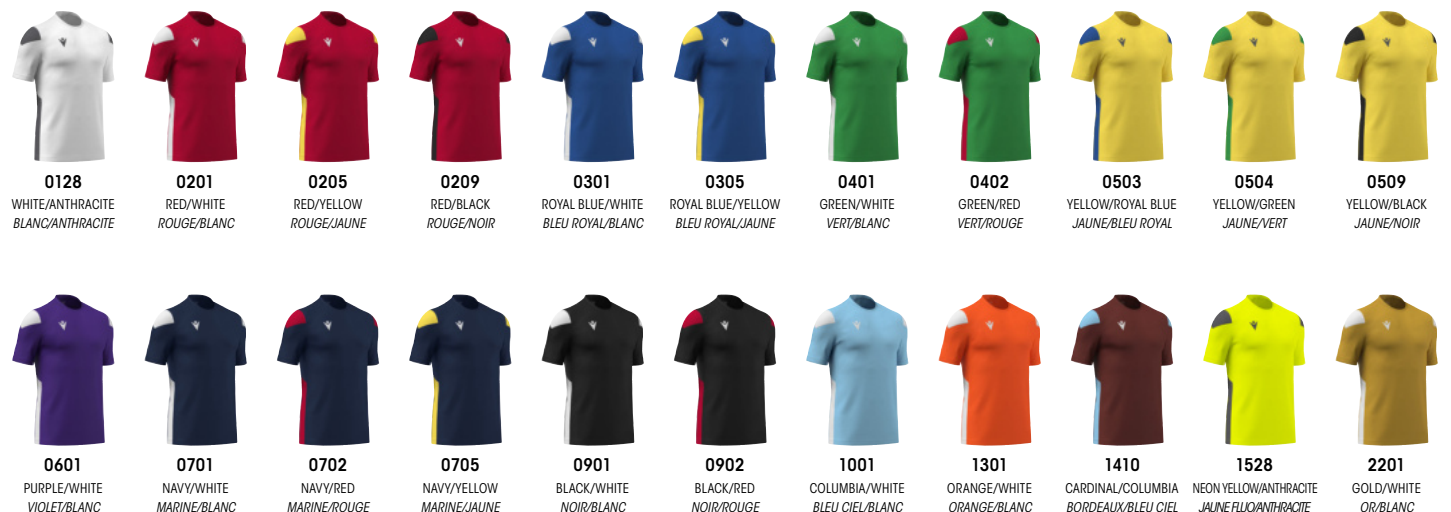 0128
WHITE/ANTHRACITE
BLANC/ANTHRACITE
0201
RED/WHITE
ROUGE/BLANC
0205
RED/YELLOW
ROUGE/JAUNE
0209
RED/BLACK
ROUGE/NOIR
0301
ROYAL BLUE/WHITE
BLEU ROYAL/BLANC
0305
ROYAL BLUE/YELLOW
BLEU ROYAL/JAUNE
0401
GREEN/WHITE
VERT/BLANC
0402
GREEN/RED
VERT/ROUGE
0503
YELLOW/ROYAL BLUE
JAUNE/BLEU ROYAL
0504
YELLOW/GREEN
JAUNE/VERT
0509
YELLOW/BLACK
JAUNE/NOIR
0601
PURPLE/WHITE
VIOLET/BLANC
0701
NAVY/WHITE
MARINE/BLANC
0702
NAVY/RED
MARINE/ROUGE
0705
NAVY/YELLOW
MARINE/JAUNE
0901
BLACK/WHITE
NOIR/BLANC
0902
BLACK/RED
NOIR/ROUGE
1001
COLUMBIA/WHITE
BLEU CIEL/BLANC
1301
ORANGE/WHITE
ORANGE/BLANC
1410
CARDINAL/COLUMBIA
BORDEAUX/BLEU CIEL
1528
NEON YELLOW/ANTHRACITE
JAUNE FLUO/ANTHRACITE
2201
GOLD/WHITE
OR/BLANC